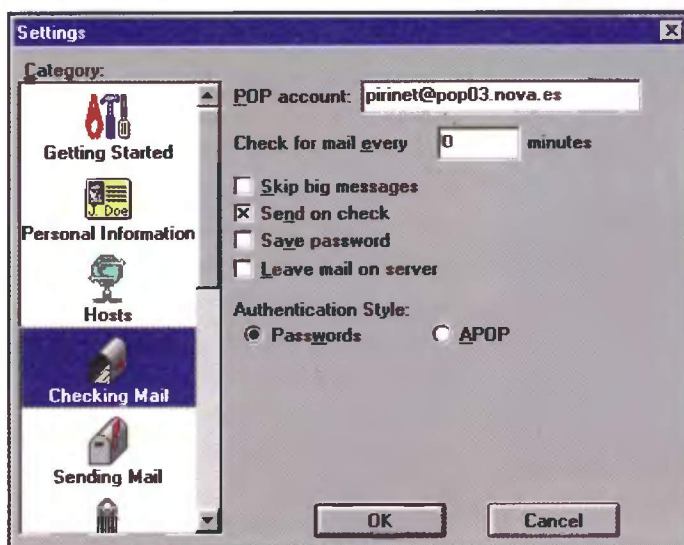 Settings
Category:
Getting Started
J. Doe
Personal Information
Hosts
Checking Mail
Sending Mail
POP account: pirinet@pop03.nova.es
Check for mail every 0 minutes
Skip big messages
Send on check
Save password
Leave mail on server
Authentication Style:
Passwords APOP
OK Cancel